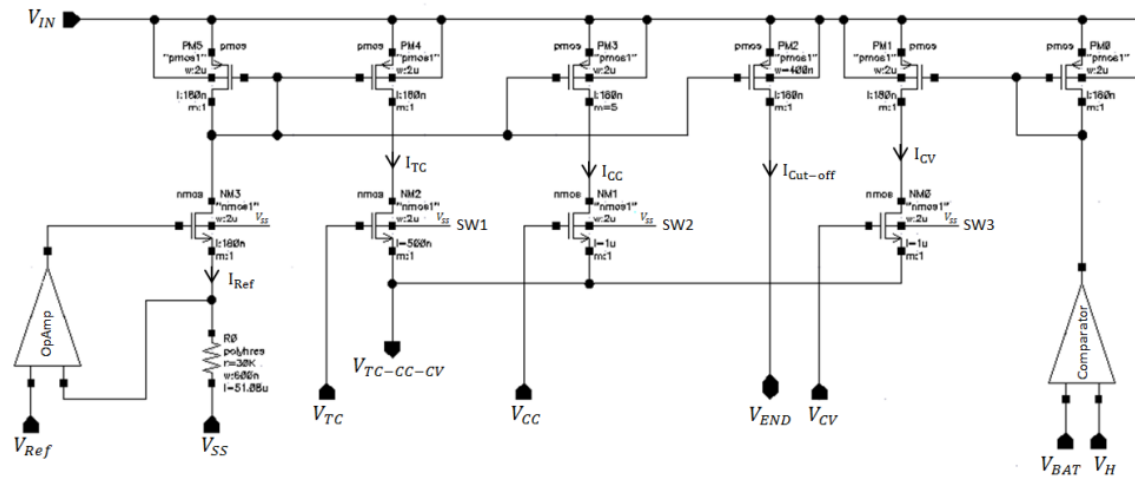 V_IN
PM5 pmos
"pmos1"
w:2u
l:180n
m:1
PM4 pmos
"pmos1"
w:2u
l:180n
m:1
pmos PM3
"pmos1"
w:2u
l:180n
m=5
pmos PM2
"pmos1"
w=400n
l:180n
m:1
pmos PM1
"pmos1"
w:2u
l:180n
m:1
pmos PM0
"pmos1"
w:2u
l:180n
m:1
I_TC
I_CC
I_Cut−off
I_CV
nmos NM3
"nmos1"
w:2u V_SS
l:180n
m:1
nmos NM2
"nmos1"
w:2u V_SS SW1
l=500n
m:1
nmos NM1
"nmos1"
w:2u V_SS SW2
l=1u
m:1
nmos NM0
"nmos1"
w:2u V_SS SW3
l=1u
m:1
I_Ref
OpAmp
R0
polyhres
r=30K
w:600n
l=51.08u
Comparator
V_TC−CC−CV
V_Ref
V_SS
V_TC
V_CC
V_END
V_CV
V_BAT
V_H